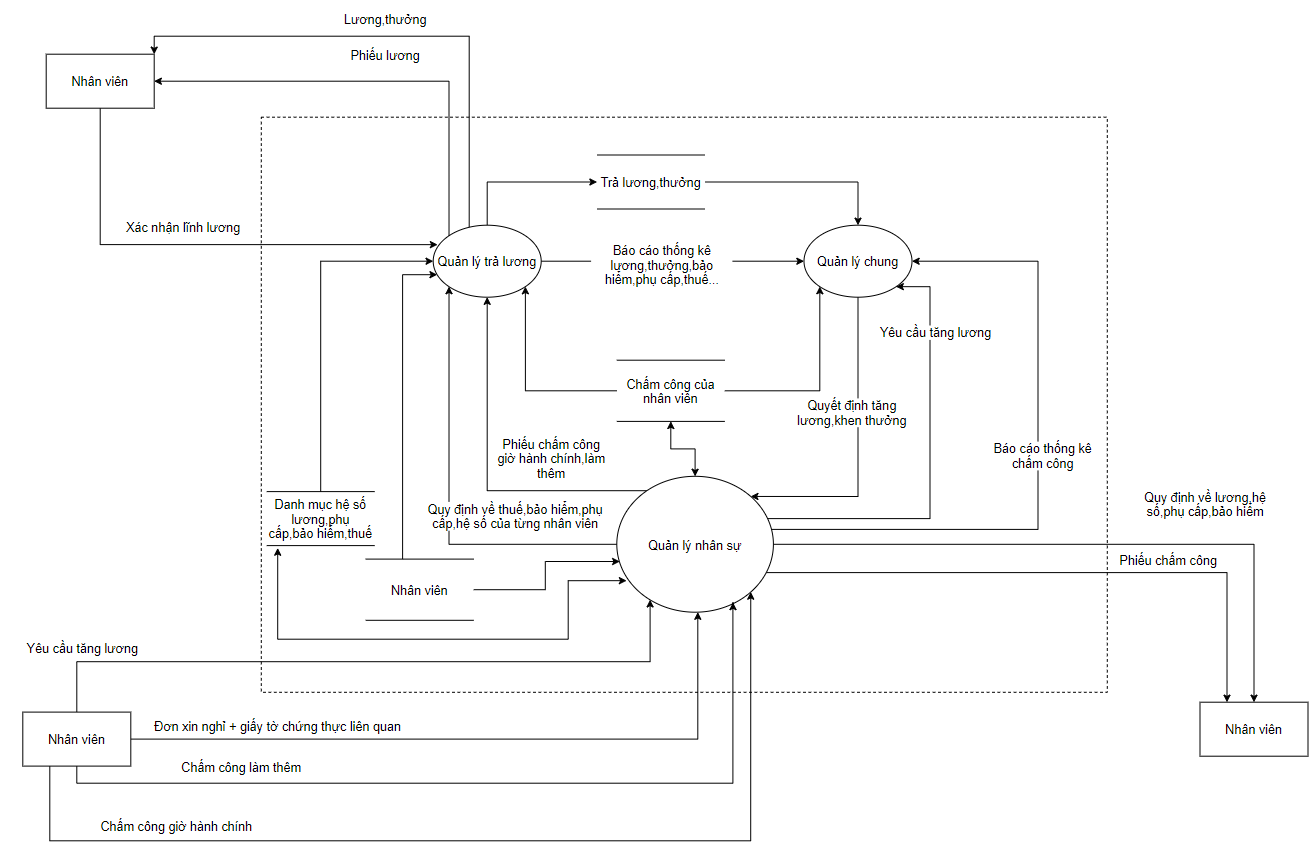 Lương,thưởng
Phiếu lương
Nhân viên
Trả lương,thưởng
Xác nhận lĩnh lương
Quản lý trả lương
Báo cáo thống kê
lương,thưởng,bảo
hiểm,phụ cấp,thuế...
Quản lý chung
Yêu cầu tăng lương
Chấm công của
nhân viên
Quyết định tăng
lương,khen thưởng
Phiếu chấm công
giờ hành chính,làm
thêm
Báo cáo thống kê
chấm công
Danh mục hệ số
lương,phụ
cấp,bảo hiểm,thuế
Quy định về thuế,bảo hiểm,phụ
cấp,hệ số của từng nhân viên
Quy định về lương,hệ
số,phụ cấp,bảo hiểm
Quản lý nhân sự
Phiếu chấm công
Nhân viên
Yêu cầu tăng lương
Nhân viên
Đơn xin nghỉ + giấy tờ chứng thực liên quan
Nhân viên
Chấm công làm thêm
Chấm công giờ hành chính